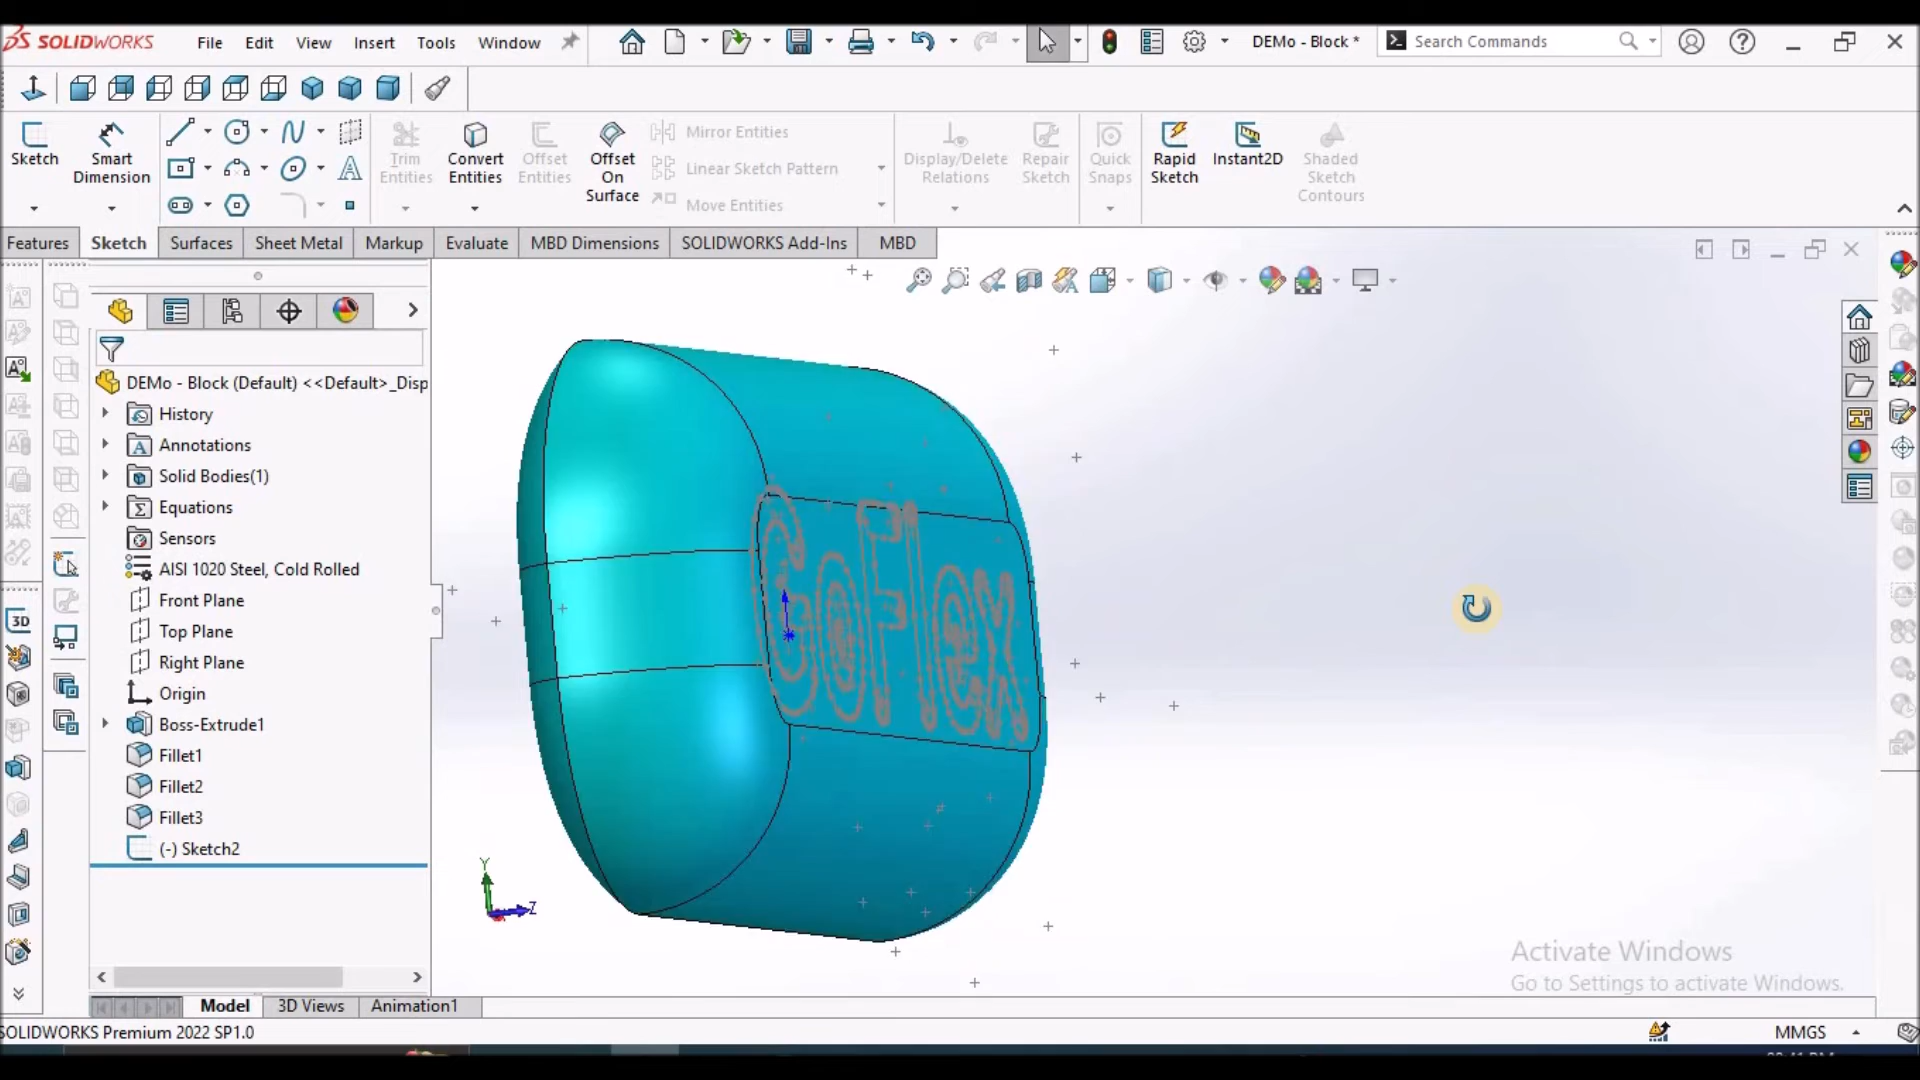 SOLIDWORKS File Edit View Insert Tools Window DEMo - Block * Search Commands
Sketch Smart Dimension Trim Entities Convert Entities Offset Entities Offset On Surface Mirror Entities Linear Sketch Pattern Move Entities Display/Delete Relations Repair Sketch Quick Snaps Rapid Sketch Instant2D Shaded Sketch Contours
Features Sketch Surfaces Sheet Metal Markup Evaluate MBD Dimensions SOLIDWORKS Add-Ins MBD
DEMo - Block (Default) <<Default>_Disp
History
Annotations
Solid Bodies(1)
Equations
Sensors
AISI 1020 Steel, Cold Rolled
Front Plane
Top Plane
Right Plane
Origin
Boss-Extrude1
Fillet1
Fillet2
Fillet3
(-) Sketch2
3D
GoFlex
Y
Z
Activate Windows
Go to Settings to activate Windows.
Model 3D Views Animation1
SOLIDWORKS Premium 2022 SP1.0 MMGS